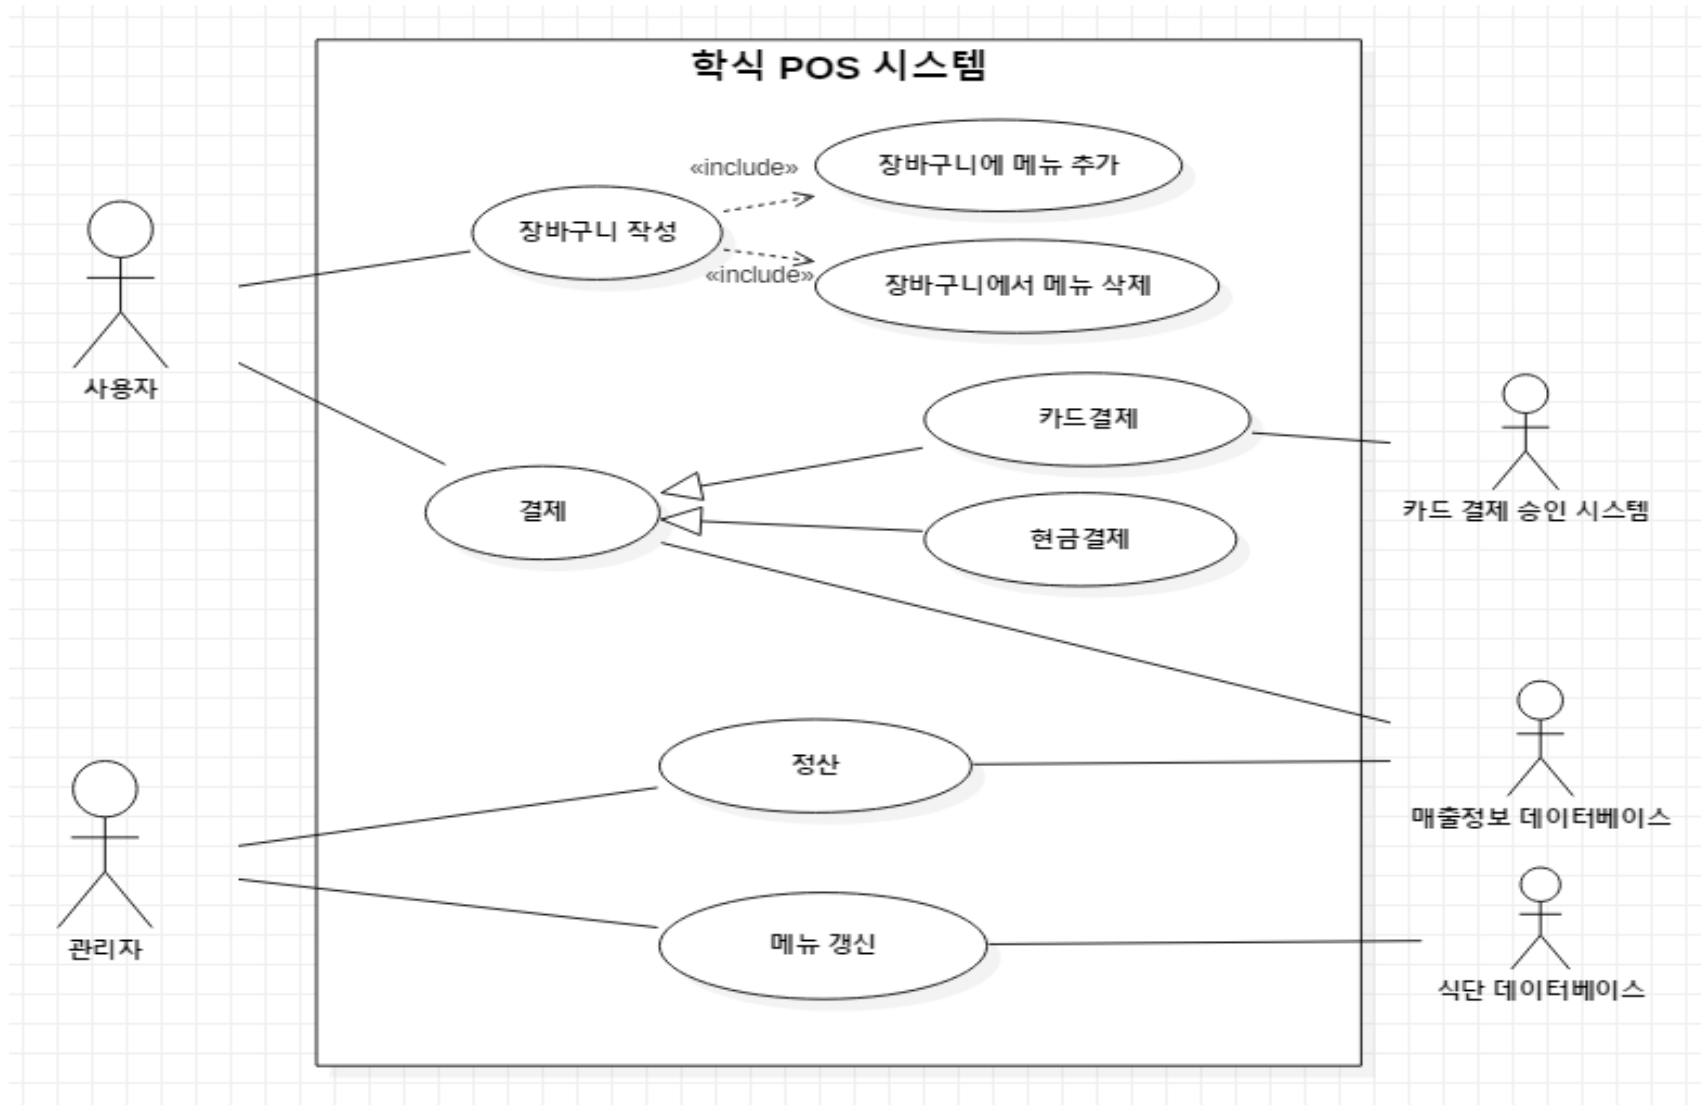 학식 POS 시스템
«include»
장바구니에 메뉴 추가
장바구니 작성
«include»
장바구니에서 메뉴 삭제
사용자
카드결제
결제
현금결제
카드 결제 승인 시스템
정산
매출정보 데이터베이스
관리자
메뉴 갱신
식단 데이터베이스